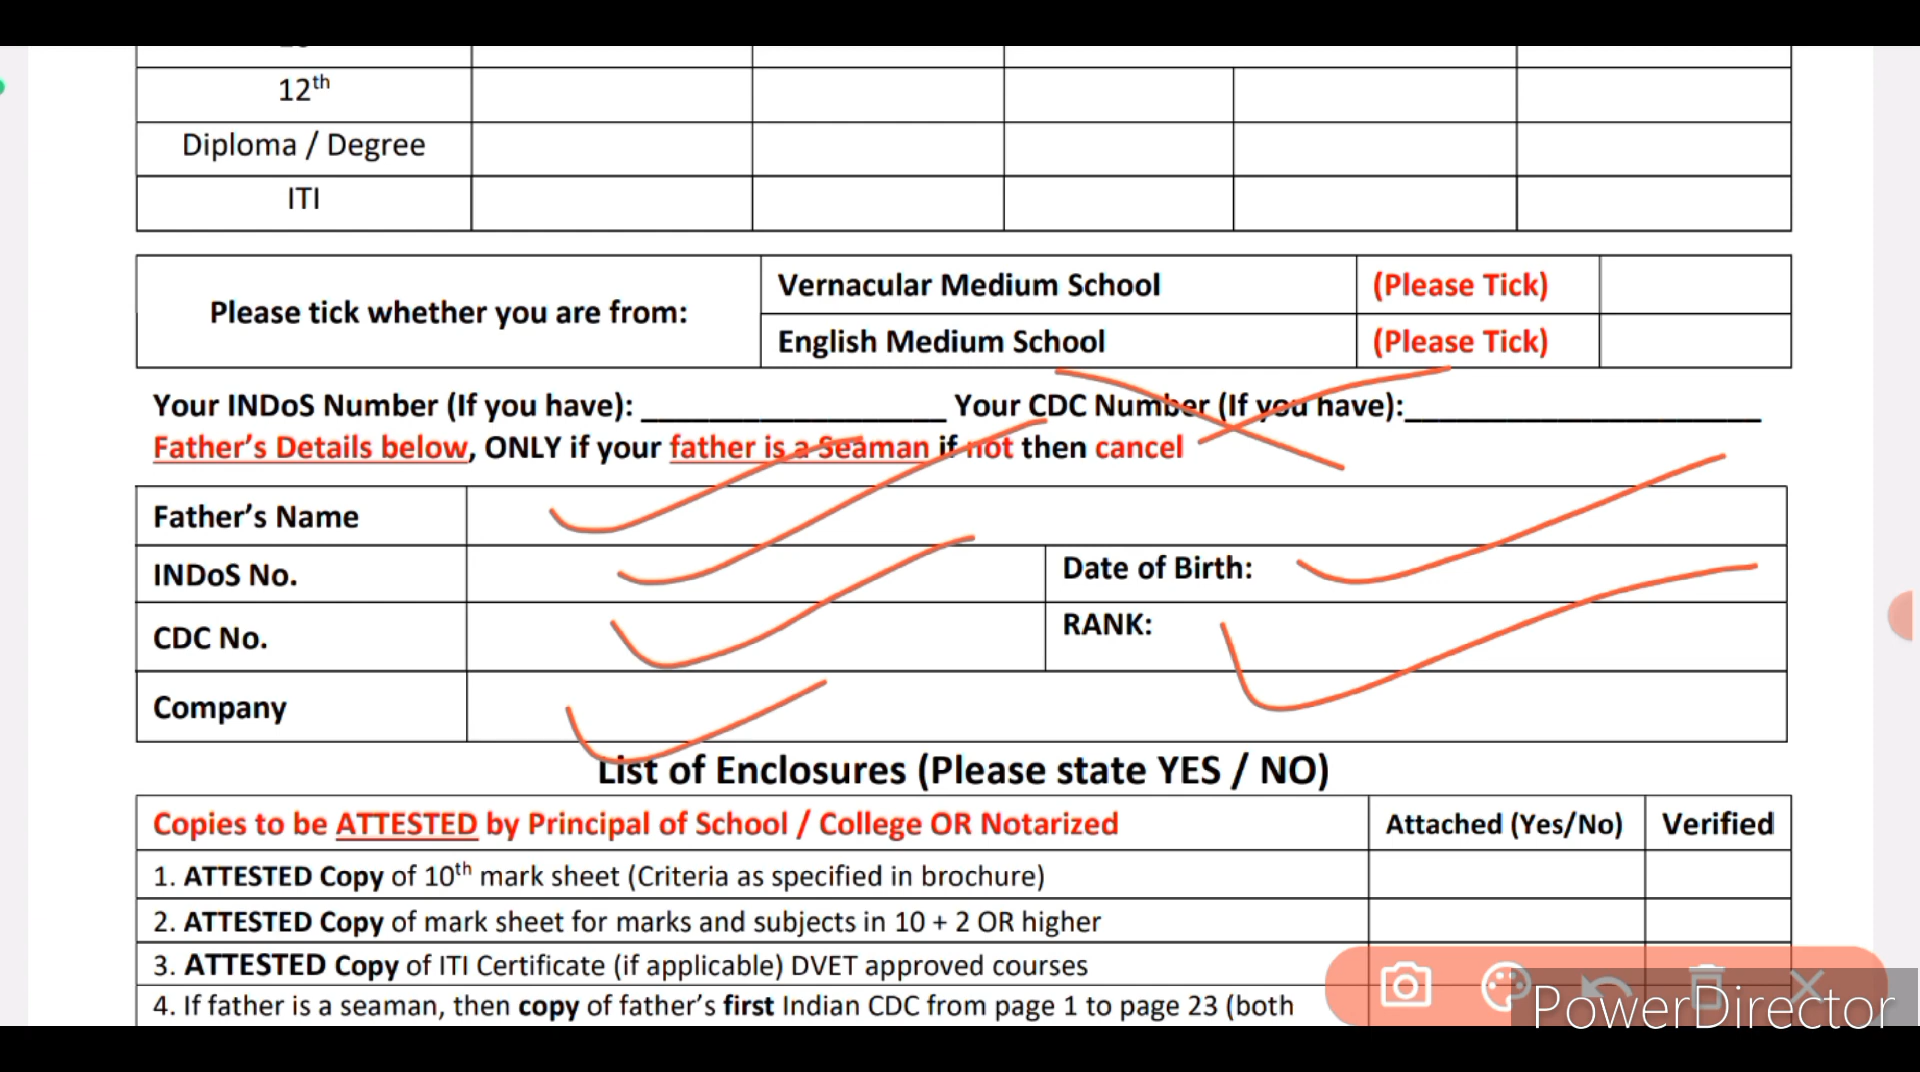 12th
Diploma / Degree
ITI
Please tick whether you are from:
Vernacular Medium School (Please Tick)
English Medium School (Please Tick)
Your INDoS Number (If you have): ____________________ Your CDC Number (If you have):________________________
Father's Details below, ONLY if your father is a Seaman if not then cancel
Father's Name
INDoS No. Date of Birth:
CDC No. RANK:
Company
List of Enclosures (Please state YES / NO)
Copies to be ATTESTED by Principal of School / College OR Notarized Attached (Yes/No) Verified
1. ATTESTED Copy of 10th mark sheet (Criteria as specified in brochure)
2. ATTESTED Copy of mark sheet for marks and subjects in 10 + 2 OR higher
3. ATTESTED Copy of ITI Certificate (if applicable) DVET approved courses
4. If father is a seaman, then copy of father's first Indian CDC from page 1 to page 23 (both
PowerDirector